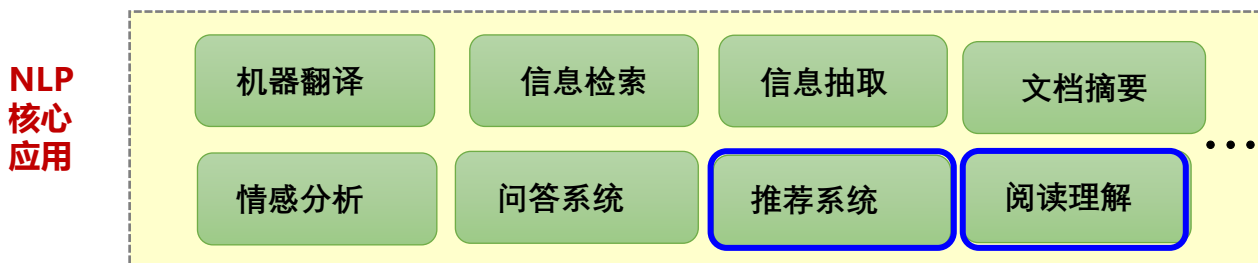 NLP
核心
应用
机器翻译
信息检索
信息抽取
文档摘要
情感分析
问答系统
推荐系统
阅读理解
…